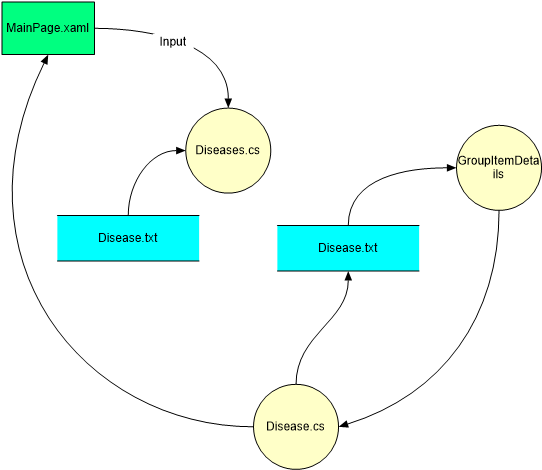 MainPage.xaml
Input
Diseases.cs
GroupItemDeta
ils
Disease.txt
Disease.txt
Disease.cs